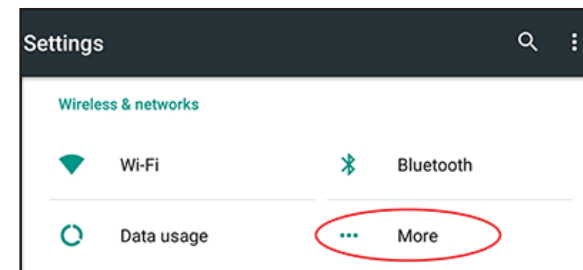 Settings
Wireless & networks
Wi-Fi
Bluetooth
Data usage
More